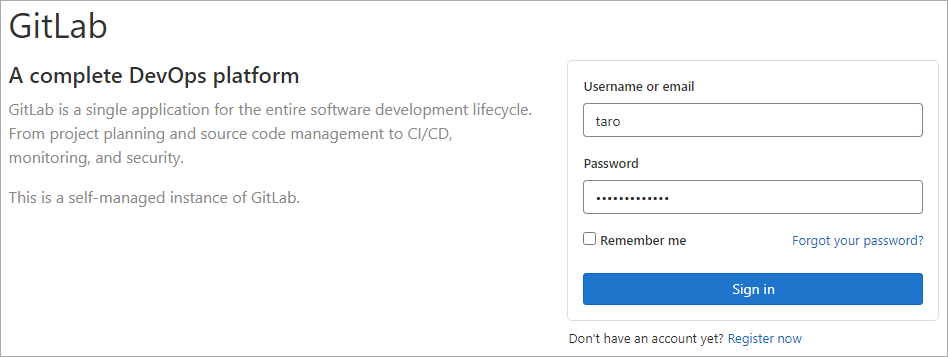 GitLab
A complete DevOps platform
GitLab is a single application for the entire software development lifecycle.
From project planning and source code management to CI/CD,
monitoring, and security.
This is a self-managed instance of GitLab.
Username or email
taro
Password
•••••••••••••
Remember me
Forgot your password?
Sign in
Don't have an account yet? Register now